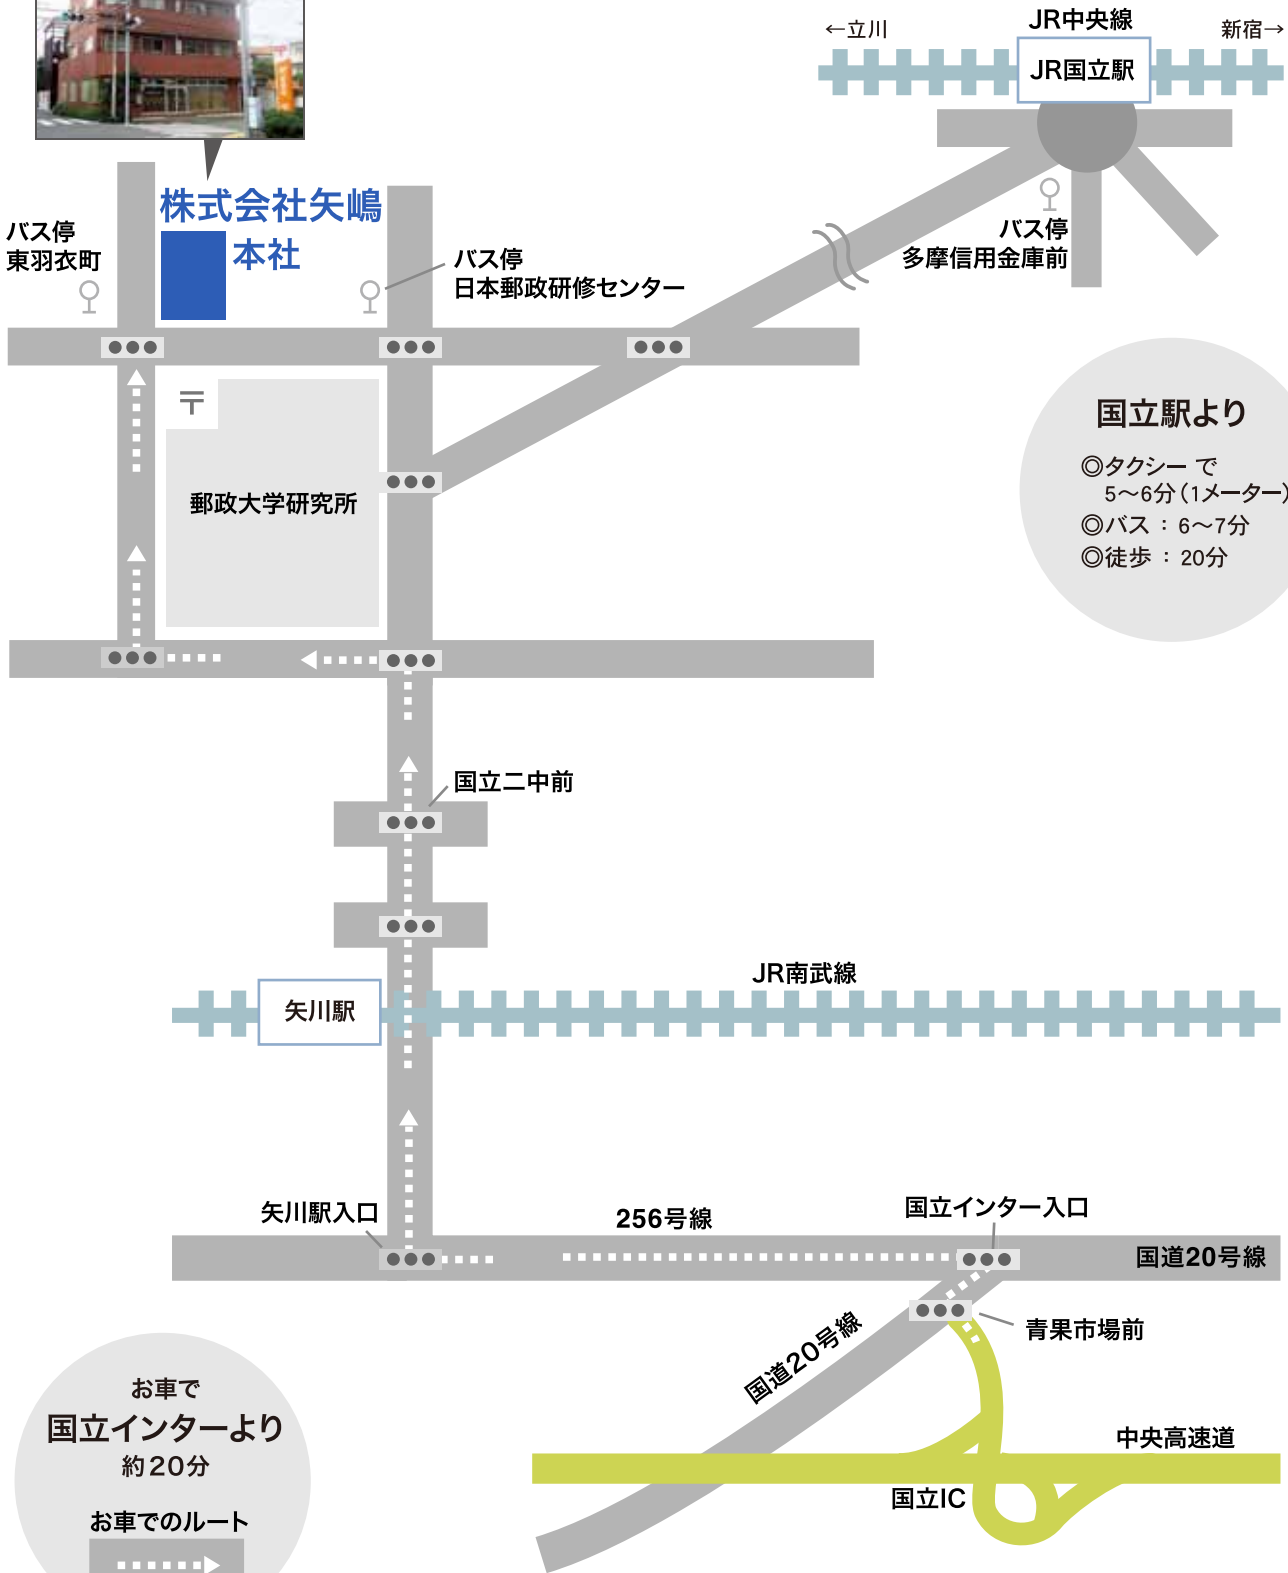 ←立川
JR中央線
新宿→
JR国立駅
株式会社矢嶋
本社
バス停
東羽衣町
バス停
日本郵政研修センター
バス停
多摩信用金庫前
〒
郵政大学研究所
国立駅より
◎タクシー で
5〜6分（1メーター）
◎バス ： 6〜7分
◎徒歩 ： 20分
国立二中前
JR南武線
矢川駅
矢川駅入口
256号線
国立インター入口
国道20号線
国道20号線
青果市場前
中央高速道
国立IC
お車で
国立インターより
約20分
お車でのルート